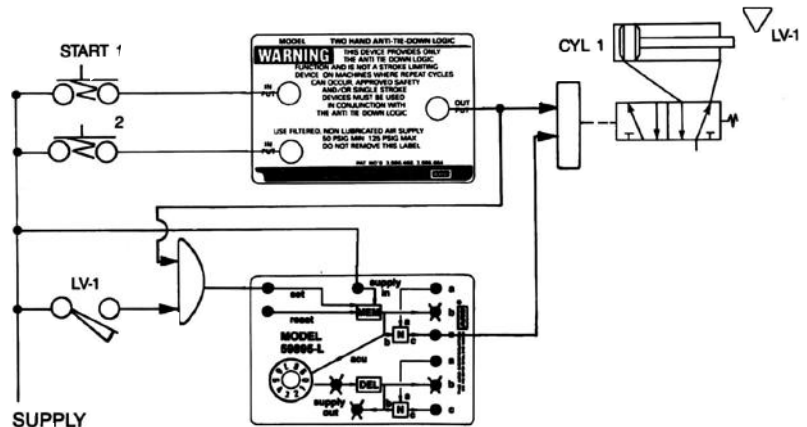 START 1
2
MODEL TWO HAND ANTI-TIE-DOWN LOGIC
WARNING THIS DEVICE PROVIDES ONLY
THE ANTI TIE DOWN LOGIC
FUNCTION AND IS NOT A STROKE LIMITING
DEVICE ON MACHINES WHERE REPEAT CYCLES
CAN OCCUR. APPROVED SAFETY
AND/OR SINGLE STROKE
DEVICES MUST BE USED
IN CONJUNCTION WITH
THE ANTI TIE DOWN LOGIC
IN
PUT
OUT
PUT
IN
PUT
USE FILTERED, NON LUBRICATED AIR SUPPLY
50 PSIG MIN 125 PSIG MAX
DO NOT REMOVE THIS LABEL
PAT NO'S
CYL 1
LV-1
LV-1
set
supply
in
a
reset
MEM
a
b
b
N
c
c
MODEL
59895-L
acu
a
DEL
b
a
supply
out
b
N
c
c
SUPPLY